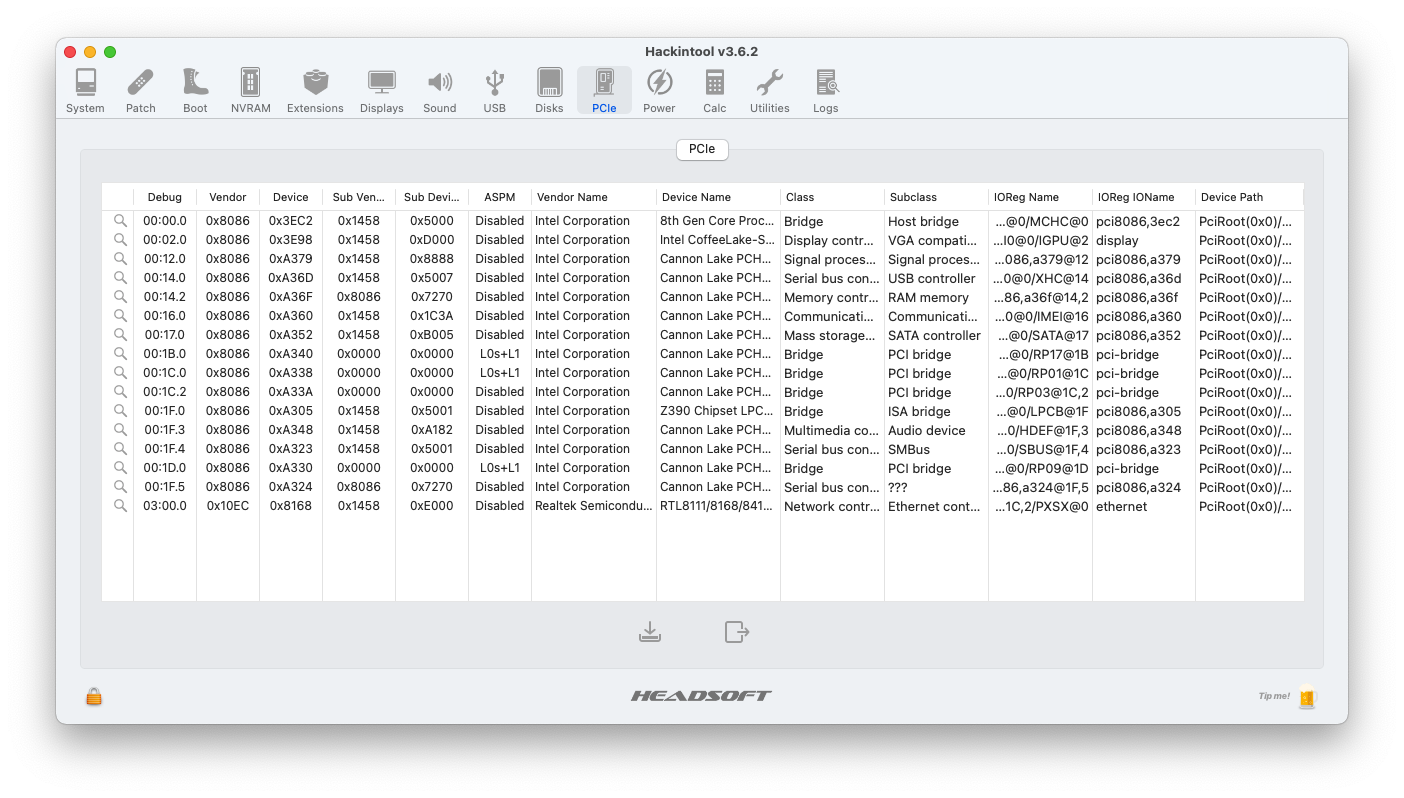 Hackintool v3.6.2
System Patch Boot NVRAM Extensions Displays Sound USB Disks PCIe Power Calc Utilities Logs
PCIe
Debug Vendor Device Sub Ven... Sub Devi... ASPM Vendor Name Device Name Class Subclass IOReg Name IOReg IOName Device Path
00:00.0 0x8086 0x3EC2 0x1458 0x5000 Disabled Intel Corporation 8th Gen Core Proc... Bridge Host bridge ...@0/MCHC@0 pci8086,3ec2 PciRoot(0x0)/...
00:02.0 0x8086 0x3E98 0x1458 0xD000 Disabled Intel Corporation Intel CoffeeLake-S... Display contr... VGA compati... ...I0@0/IGPU@2 display PciRoot(0x0)/...
00:12.0 0x8086 0xA379 0x1458 0x8888 Disabled Intel Corporation Cannon Lake PCH... Signal proces... Signal proces... ...086,a379@12 pci8086,a379 PciRoot(0x0)/...
00:14.0 0x8086 0xA36D 0x1458 0x5007 Disabled Intel Corporation Cannon Lake PCH... Serial bus con... USB controller ...0@0/XHC@14 pci8086,a36d PciRoot(0x0)/...
00:14.2 0x8086 0xA36F 0x8086 0x7270 Disabled Intel Corporation Cannon Lake PCH... Memory contr... RAM memory ...86,a36f@14,2 pci8086,a36f PciRoot(0x0)/...
00:16.0 0x8086 0xA360 0x1458 0x1C3A Disabled Intel Corporation Cannon Lake PCH... Communicati... Communicati... ...0@0/IMEI@16 pci8086,a360 PciRoot(0x0)/...
00:17.0 0x8086 0xA352 0x1458 0xB005 Disabled Intel Corporation Cannon Lake PCH... Mass storage... SATA controller ...@0/SATA@17 pci8086,a352 PciRoot(0x0)/...
00:1B.0 0x8086 0xA340 0x0000 0x0000 L0s+L1 Intel Corporation Cannon Lake PCH... Bridge PCI bridge ...@0/RP17@1B pci-bridge PciRoot(0x0)/...
00:1C.0 0x8086 0xA338 0x0000 0x0000 L0s+L1 Intel Corporation Cannon Lake PCH... Bridge PCI bridge ...@0/RP01@1C pci-bridge PciRoot(0x0)/...
00:1C.2 0x8086 0xA33A 0x0000 0x0000 Disabled Intel Corporation Cannon Lake PCH... Bridge PCI bridge ...0/RP03@1C,2 pci-bridge PciRoot(0x0)/...
00:1F.0 0x8086 0xA305 0x1458 0x5001 Disabled Intel Corporation Z390 Chipset LPC... Bridge ISA bridge ...@0/LPCB@1F pci8086,a305 PciRoot(0x0)/...
00:1F.3 0x8086 0xA348 0x1458 0xA182 Disabled Intel Corporation Cannon Lake PCH... Multimedia co... Audio device ...0/HDEF@1F,3 pci8086,a348 PciRoot(0x0)/...
00:1F.4 0x8086 0xA323 0x1458 0x5001 Disabled Intel Corporation Cannon Lake PCH... Serial bus con... SMBus ...0/SBUS@1F,4 pci8086,a323 PciRoot(0x0)/...
00:1D.0 0x8086 0xA330 0x0000 0x0000 L0s+L1 Intel Corporation Cannon Lake PCH... Bridge PCI bridge ...@0/RP09@1D pci-bridge PciRoot(0x0)/...
00:1F.5 0x8086 0xA324 0x8086 0x7270 Disabled Intel Corporation Cannon Lake PCH... Serial bus con... ??? ...86,a324@1F,5 pci8086,a324 PciRoot(0x0)/...
03:00.0 0x10EC 0x8168 0x1458 0xE000 Disabled Realtek Semicondu... RTL8111/8168/841... Network contr... Ethernet cont... ...1C,2/PXSX@0 ethernet PciRoot(0x0)/...
HEADSOFT
Tip me!